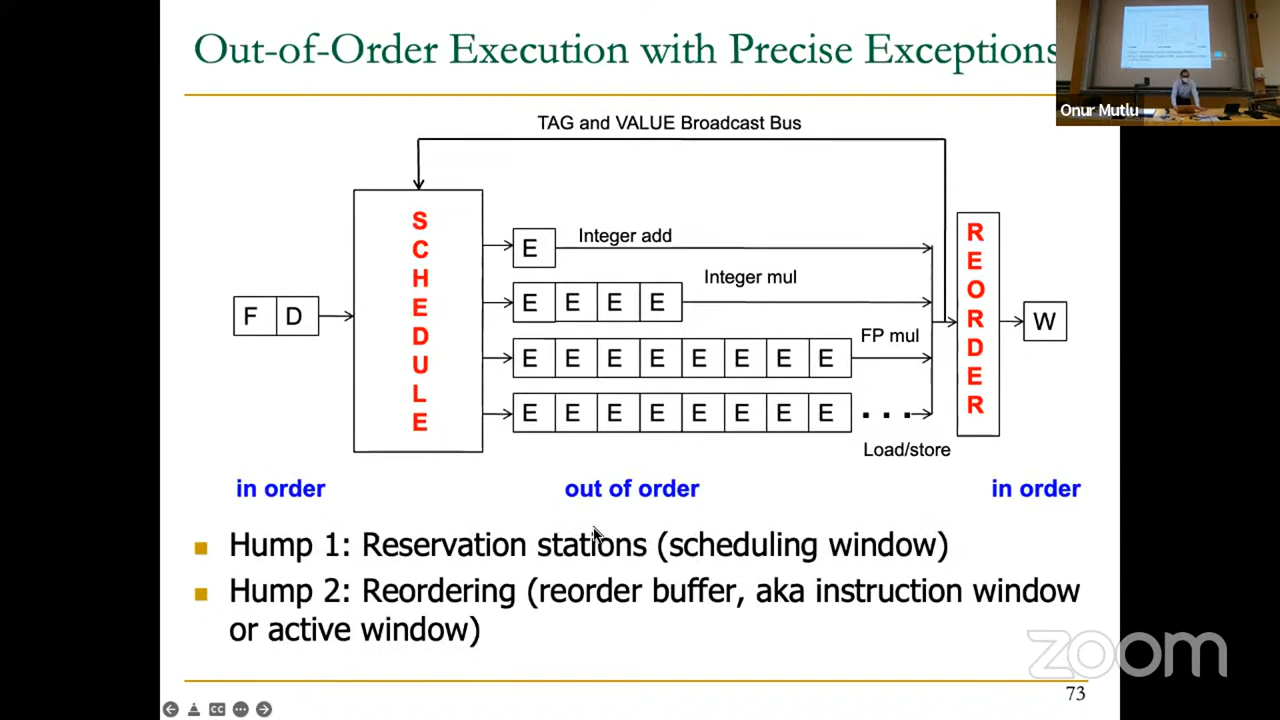 Out-of-Order Execution with Precise Exceptions
Onur Mutlu
TAG and VALUE Broadcast Bus
S
C
H
E
D
U
L
E
R
E
O
R
D
E
R
E
Integer add
E E E E
Integer mul
F D
W
E E E E E E E E
FP mul
E E E E E E E E . . .
Load/store
in order
out of order
in order
Hump 1: Reservation stations (scheduling window)
Hump 2: Reordering (reorder buffer, aka instruction window
or active window)
zoom
73
CC